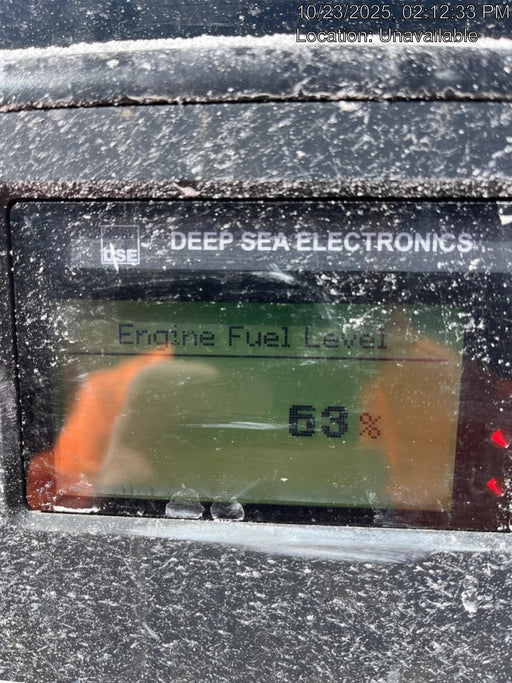 10/23/2025. 02:12:33 PM
Location: Unavailable
DSE
DEEP SEA ELECTRONICS
Engine Fuel Level
63 %